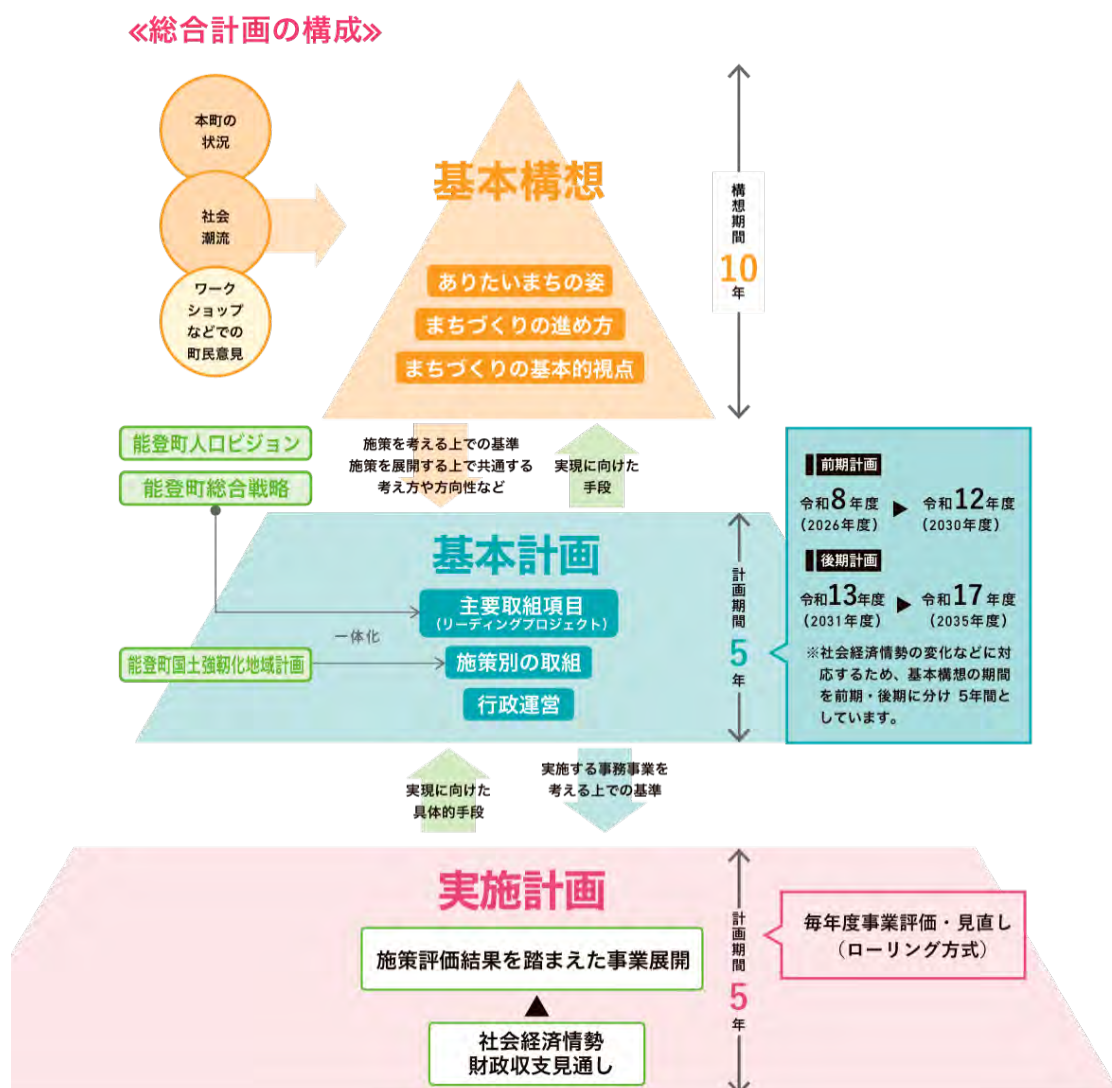 ≪総合計画の構成≫
本町の
状況
社会
潮流
ワーク
ショップ
などでの
町民意見
基本構想
ありたいまちの姿
まちづくりの進め方
まちづくりの基本的視点
構想期間
10
年
能登町人口ビジョン
能登町総合戦略
施策を考える上での基準
施策を展開する上で共通する
考え方や方向性など
実現に向けた
手段
基本計画
主要取組項目
(リーディングプロジェクト)
一体化
能登町国土強靭化地域計画
施策別の取組
行政運営
計画期間
5
年
前期計画
令和8年度 ▶ 令和12年度
(2026年度) (2030年度)
後期計画
令和13年度 ▶ 令和17年度
(2031年度) (2035年度)
※社会経済情勢の変化などに対
応するため、基本構想の期間
を前期・後期に分け 5年間と
しています。
実現に向けた
具体的手段
実施する事務事業を
考える上での基準
実施計画
施策評価結果を踏まえた事業展開
▲
社会経済情勢
財政収支見通し
計画期間
5
年
毎年度事業評価・見直し
(ローリング方式)